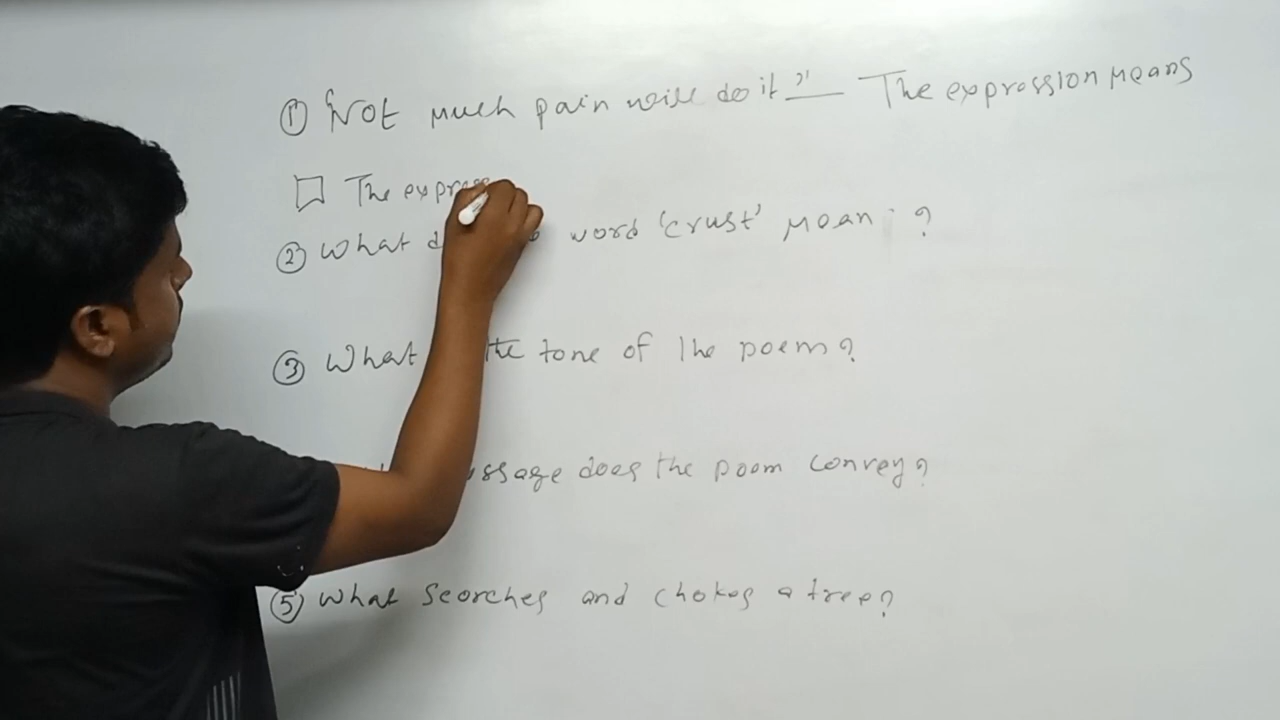 ① "Not much pain will do it" — The expression means
□ The express
② What word 'crust' mean ?
③ What the tone of the poem?
does the poem convey?
⑤ What scorches and chokes a tree?